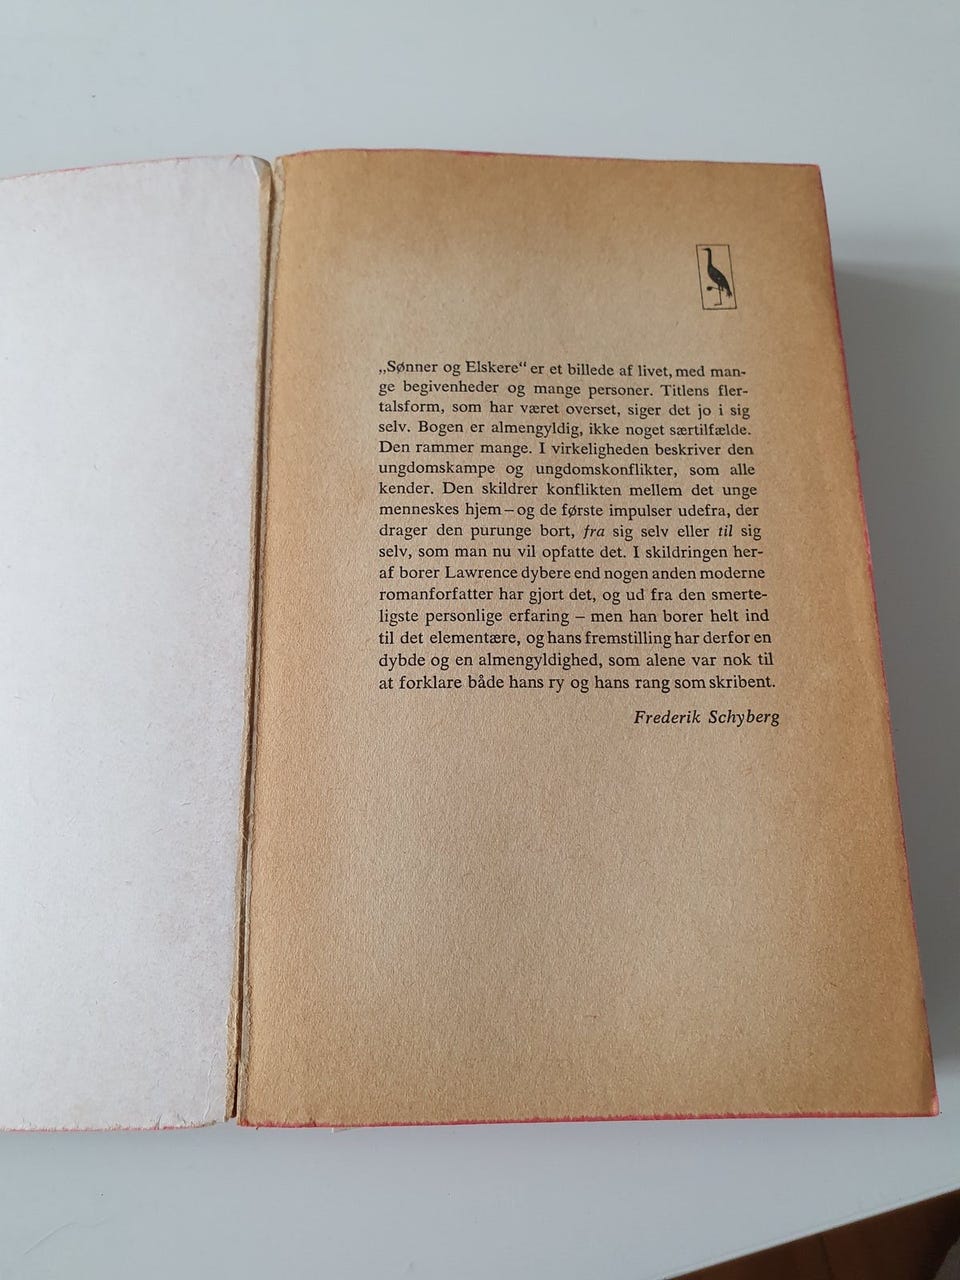 „Sønner og Elskere“ er et billede af livet, med man-
ge begivenheder og mange personer. Titlens fler-
talsform, som har været overset, siger det jo i sig
selv. Bogen er almengyldig, ikke noget særtilfælde.
Den rammer mange. I virkeligheden beskriver den
ungdomskampe og ungdomskonflikter, som alle
kender. Den skildrer konflikten mellem det unge
menneskes hjem – og de første impulser udefra, der
drager den purunge bort, fra sig selv eller til sig
selv, som man nu vil opfatte det. I skildringen her-
af borer Lawrence dybere end nogen anden moderne
romanforfatter har gjort det, og ud fra den smerte-
ligste personlige erfaring – men han borer helt ind
til det elementære, og hans fremstilling har derfor en
dybde og en almengyldighed, som alene var nok til
at forklare både hans ry og hans rang som skribent.
Frederik Schyberg